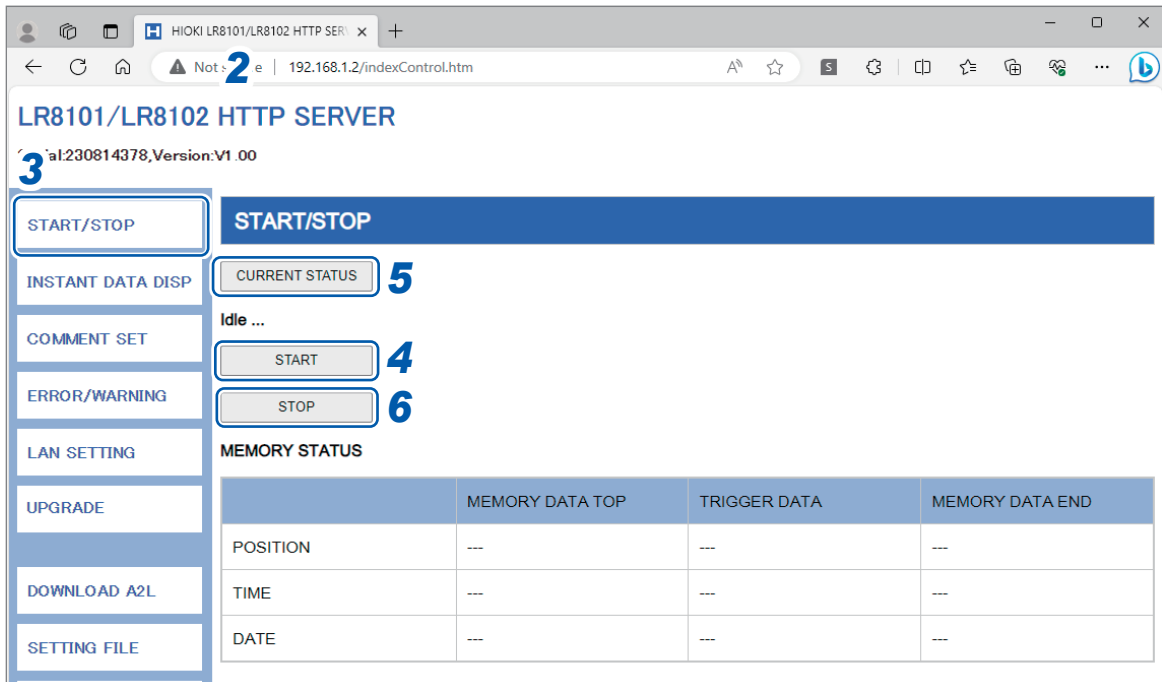 HIOKI LR8101/LR8102 HTTP SER
Not s e 192.168.1.2/indexControl.htm
2
LR8101/LR8102 HTTP SERVER
al:230814378,Version:V1.00
3
START/STOP
INSTANT DATA DISP
COMMENT SET
ERROR/WARNING
LAN SETTING
UPGRADE
DOWNLOAD A2L
SETTING FILE
START/STOP
CURRENT STATUS 5
Idle ...
START 4
STOP 6
MEMORY STATUS
MEMORY DATA TOP TRIGGER DATA MEMORY DATA END
POSITION --- --- ---
TIME --- --- ---
DATE --- --- ---